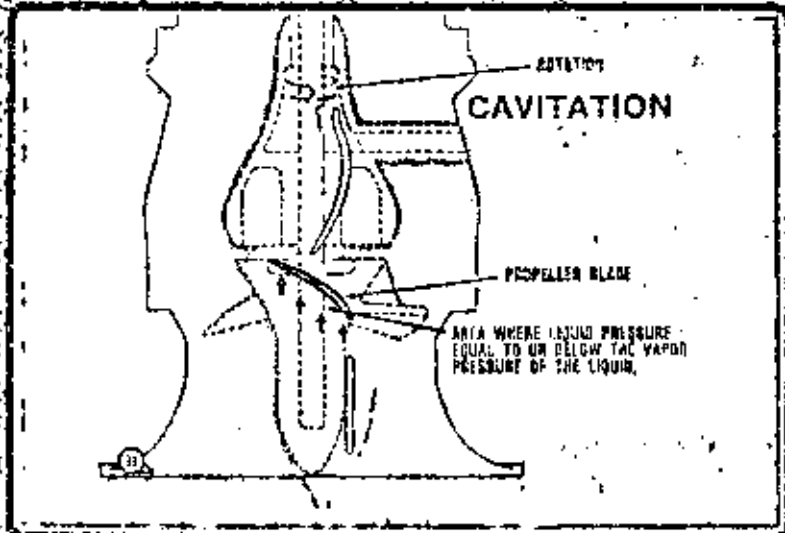 ROTATION
CAVITATION
PROPELLER BLADE
AREA WHERE LIQUID PRESSURE
EQUAL TO OR BELOW THE VAPOR
PRESSURE OF THE LIQUID.
33